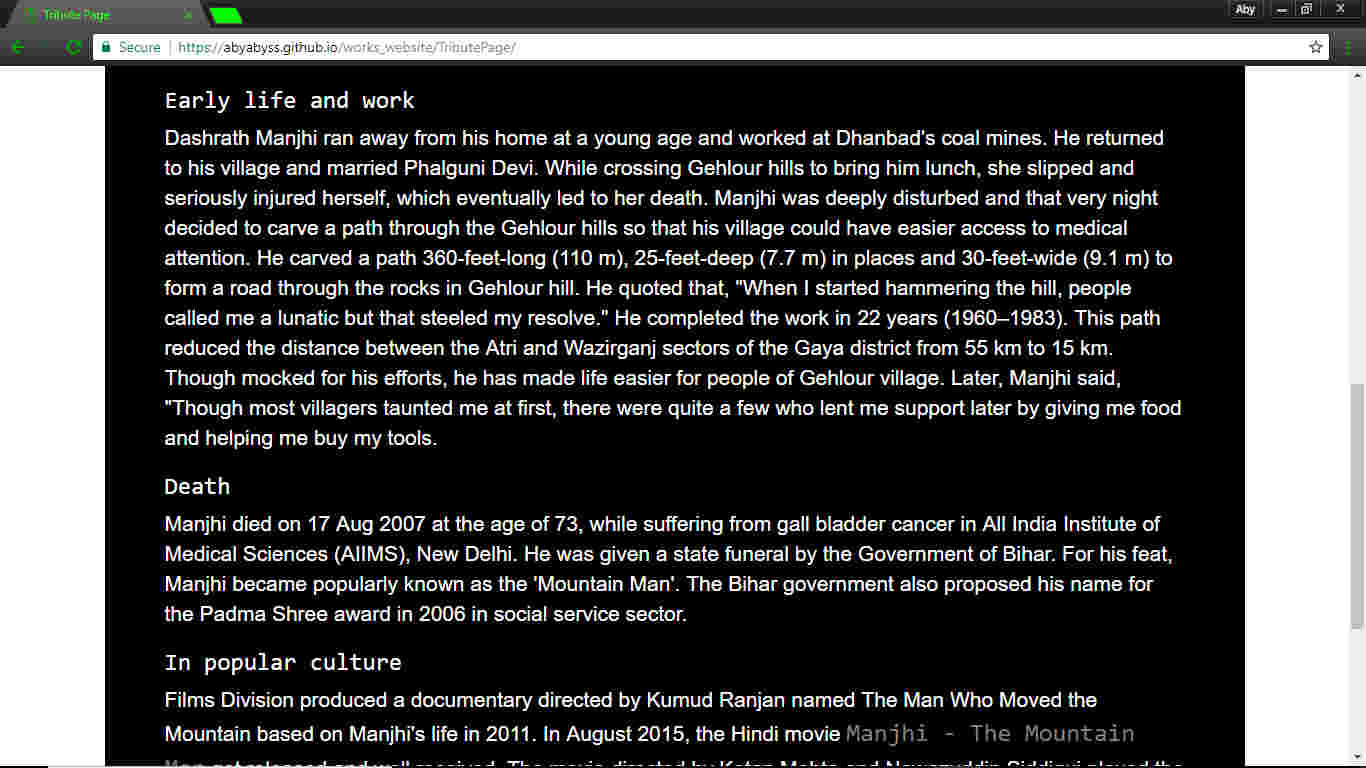 Tribute Page
Aby
Secure https://abyabyss.github.io/works_website/TributePage/
Early life and work
Dashrath Manjhi ran away from his home at a young age and worked at Dhanbad's coal mines. He returned
to his village and married Phalguni Devi. While crossing Gehlour hills to bring him lunch, she slipped and
seriously injured herself, which eventually led to her death. Manjhi was deeply disturbed and that very night
decided to carve a path through the Gehlour hills so that his village could have easier access to medical
attention. He carved a path 360-feet-long (110 m), 25-feet-deep (7.7 m) in places and 30-feet-wide (9.1 m) to
form a road through the rocks in Gehlour hill. He quoted that, "When I started hammering the hill, people
called me a lunatic but that steeled my resolve." He completed the work in 22 years (1960–1983). This path
reduced the distance between the Atri and Wazirganj sectors of the Gaya district from 55 km to 15 km.
Though mocked for his efforts, he has made life easier for people of Gehlour village. Later, Manjhi said,
"Though most villagers taunted me at first, there were quite a few who lent me support later by giving me food
and helping me buy my tools.
Death
Manjhi died on 17 Aug 2007 at the age of 73, while suffering from gall bladder cancer in All India Institute of
Medical Sciences (AIIMS), New Delhi. He was given a state funeral by the Government of Bihar. For his feat,
Manjhi became popularly known as the 'Mountain Man'. The Bihar government also proposed his name for
the Padma Shree award in 2006 in social service sector.
In popular culture
Films Division produced a documentary directed by Kumud Ranjan named The Man Who Moved the
Mountain based on Manjhi's life in 2011. In August 2015, the Hindi movie Manjhi - The Mountain